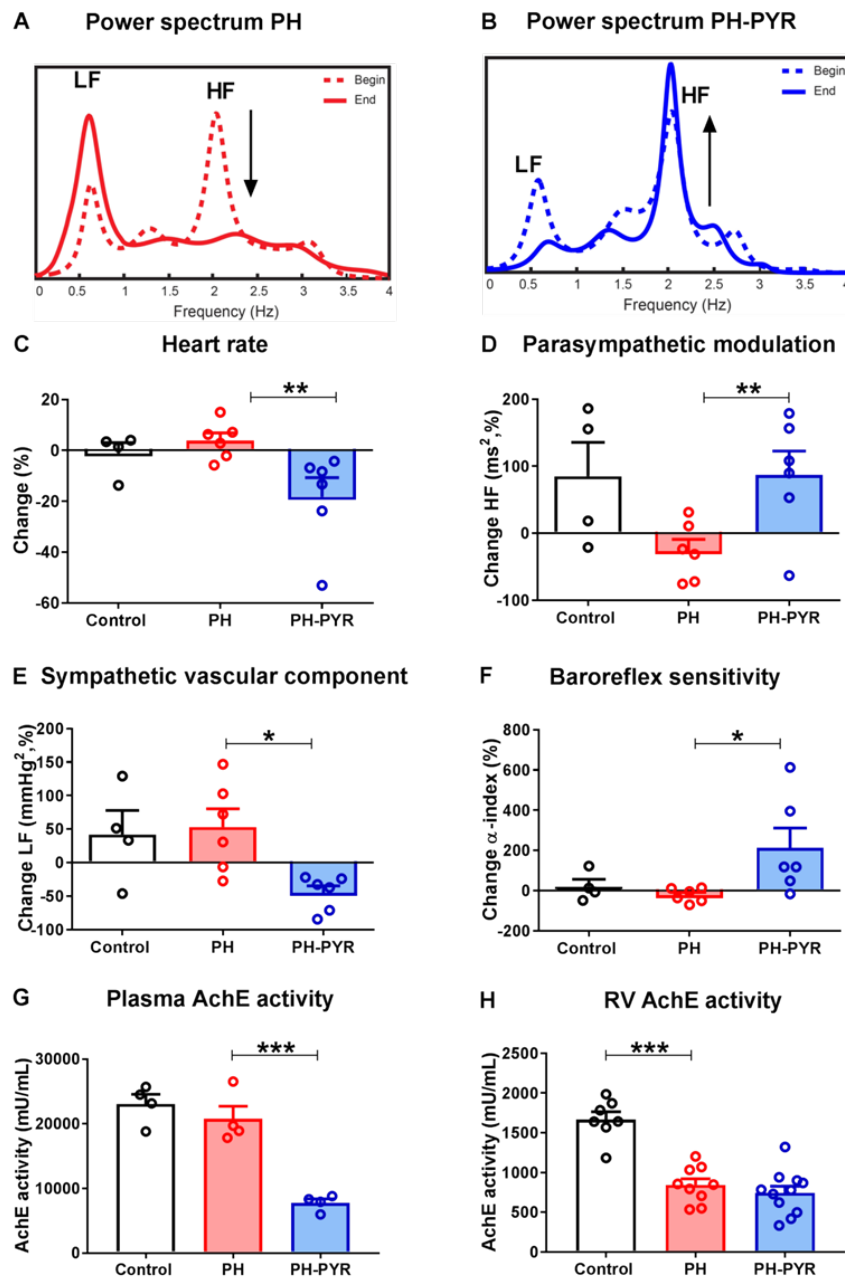 A Power spectrum PH
LF
HF
Begin
End
0 0.5 1 1.5 2 2.5 3 3.5 4
Frequency (Hz)
B Power spectrum PH-PYR
LF
HF
Begin
End
0 0.5 1 1.5 2 2.5 3 3.5 4
Frequency (Hz)
C Heart rate
**
Change (%)
20
0
-20
-40
-60
Control PH PH-PYR
D Parasympathetic modulation
**
Change HF (ms²,%)
200
100
0
-100
Control PH PH-PYR
E Sympathetic vascular component
*
Change LF (mmHg²,%)
200
150
100
50
0
-50
-100
Control PH PH-PYR
F Baroreflex sensitivity
*
Change α-index (%)
800
600
400
200
0
-200
Control PH PH-PYR
G Plasma AchE activity
***
AchE activity (mU/mL)
30000
20000
10000
0
Control PH PH-PYR
H RV AchE activity
***
AchE activity (mU/mL)
2500
2000
1500
1000
500
0
Control PH PH-PYR